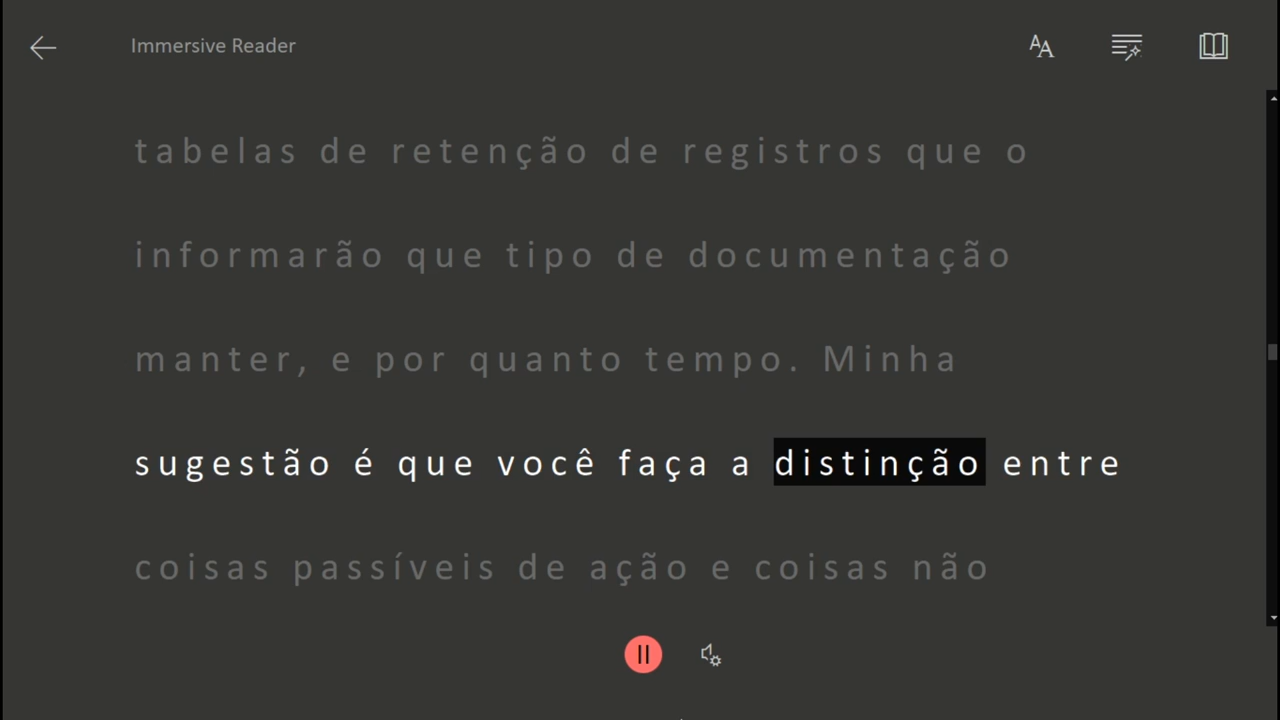 Immersive Reader
tabelas de retenção de registros que o
informarão que tipo de documentação
manter, e por quanto tempo. Minha
sugestão é que você faça a distinção entre
coisas passíveis de ação e coisas não